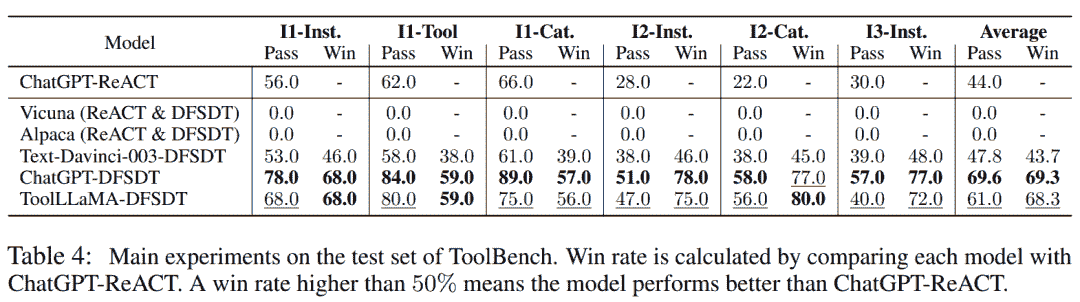 Model I1-Inst. I1-Tool I1-Cat. I2-Inst. I2-Cat. I3-Inst. Average
Pass Win Pass Win Pass Win Pass Win Pass Win Pass Win Pass Win
ChatGPT-ReACT 56.0 - 62.0 - 66.0 - 28.0 - 22.0 - 30.0 - 44.0 -
Vicuna (ReACT & DFSDT) 0.0 - 0.0 - 0.0 - 0.0 - 0.0 - 0.0 - 0.0 -
Alpaca (ReACT & DFSDT) 0.0 - 0.0 - 0.0 - 0.0 - 0.0 - 0.0 - 0.0 -
Text-Davinci-003-DFSDT 53.0 46.0 58.0 38.0 61.0 39.0 38.0 46.0 38.0 45.0 39.0 48.0 47.8 43.7
ChatGPT-DFSDT 78.0 68.0 84.0 59.0 89.0 57.0 51.0 78.0 58.0 77.0 57.0 77.0 69.6 69.3
ToolLLaMA-DFSDT 68.0 68.0 80.0 59.0 75.0 56.0 47.0 75.0 56.0 80.0 40.0 72.0 61.0 68.3
Table 4: Main experiments on the test set of ToolBench. Win rate is calculated by comparing each model with
ChatGPT-ReACT. A win rate higher than 50% means the model performs better than ChatGPT-ReACT.